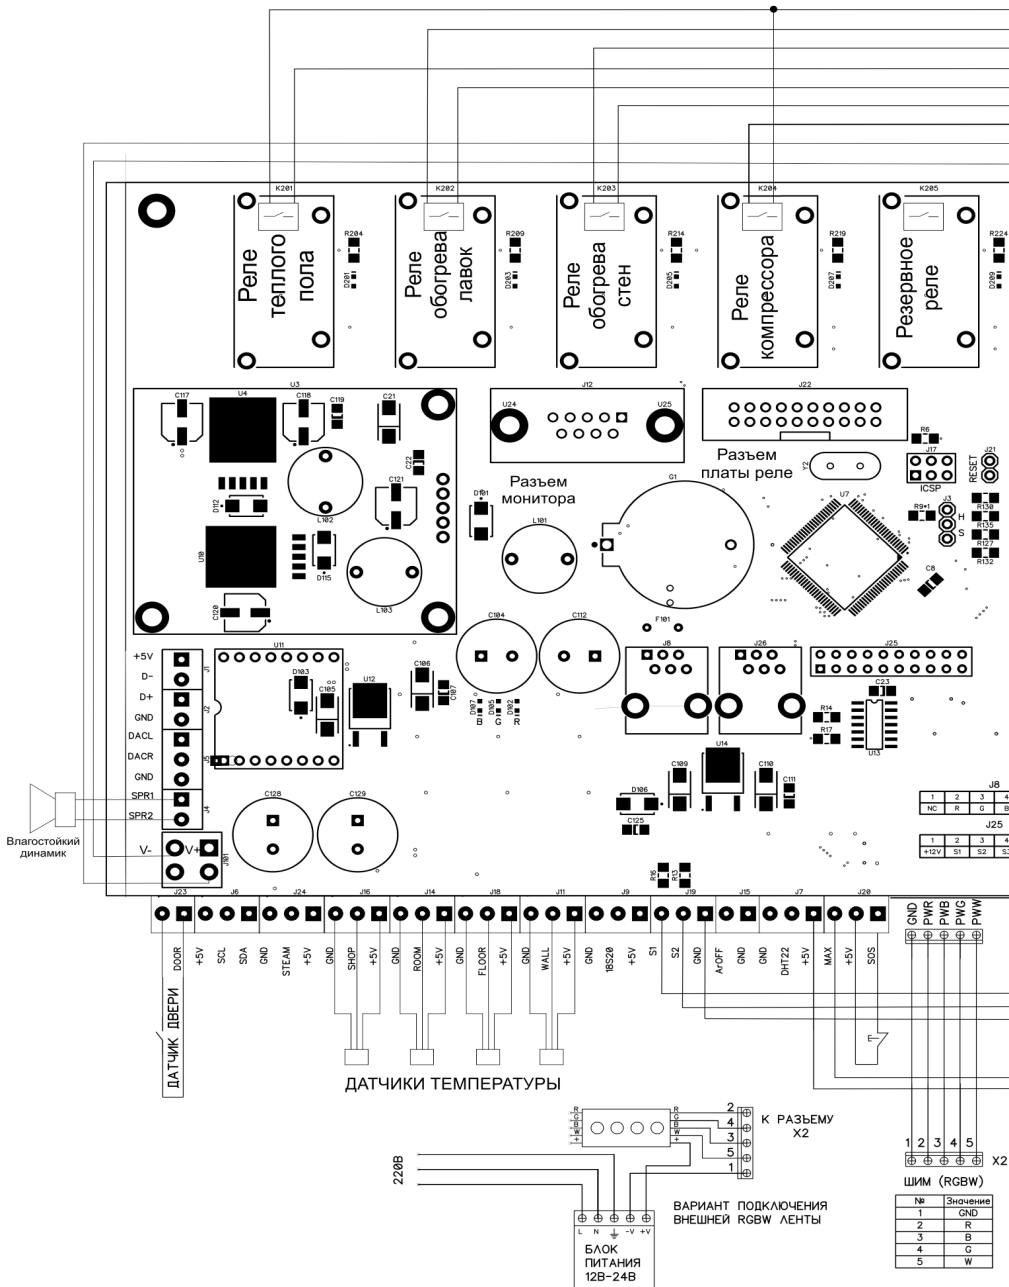 K201
K202
K203
K204
K205
R204
R209
R214
R219
R224
D201
D203
D205
D207
D209
Реле
теплого
пола
Реле
обогрева
лавок
Реле
обогрева
стен
Реле
компрессора
Резервное
реле
U3
C117
U4
C118
C119
C21
C22
C121
D112
L102
U10
D115
L103
C120
D101
L101
J12
U24
U25
Разъем
монитора
J22
Разъем
платы реле
G1
Y2
R6
J17
ICSP
RESET
J21
R9*1
J3
H
S
R130
R135
R127
R132
U7
C8
C104
C112
F101
J8
J26
J25
+5V
D-
J1
D+
GND
J2
DACL
DACR
GND
J5
SPR1
SPR2
J4
V-
V+
J101
Влагостойкий
динамик
U11
D103
C105
U12
C106
C107
D107
D105
D102
B
G
R
C128
C129
U14
C109
C110
C111
D106
C125
R16
R13
C23
R14
R17
U13
J8
1 2 3 4
NC R G B
J25
1 2 3 4
+12V S1 S2
J23
J6
J24
J16
J14
J18
J11
J9
J19
J15
J7
J20
DOOR
+5V
SCL
SDA
GND
STEAM
+5V
GND
SHOP
+5V
GND
ROOM
+5V
GND
FLOOR
+5V
GND
WALL
+5V
GND
18S20
+5V
S1
S2
GND
ArOFF
GND
GND
DHT22
+5V
MAX
+5V
SOS
GND
PWR
PWB
PWG
PWW
ДАТЧИК ДВЕРИ
ДАТЧИКИ ТЕМПЕРАТУРЫ
E
R
G
B
W
+
R
G
B
W
+
2
4
3
5
1
К РАЗЪЕМУ
X2
220В
L N -V +V
БЛОК
ПИТАНИЯ
12В-24В
ВАРИАНТ ПОДКЛЮЧЕНИЯ
ВНЕШНЕЙ RGBW ЛЕНТЫ
1 2 3 4 5
X2
ШИМ (RGBW)
№ Значение
1 GND
2 R
3 B
4 G
5 W